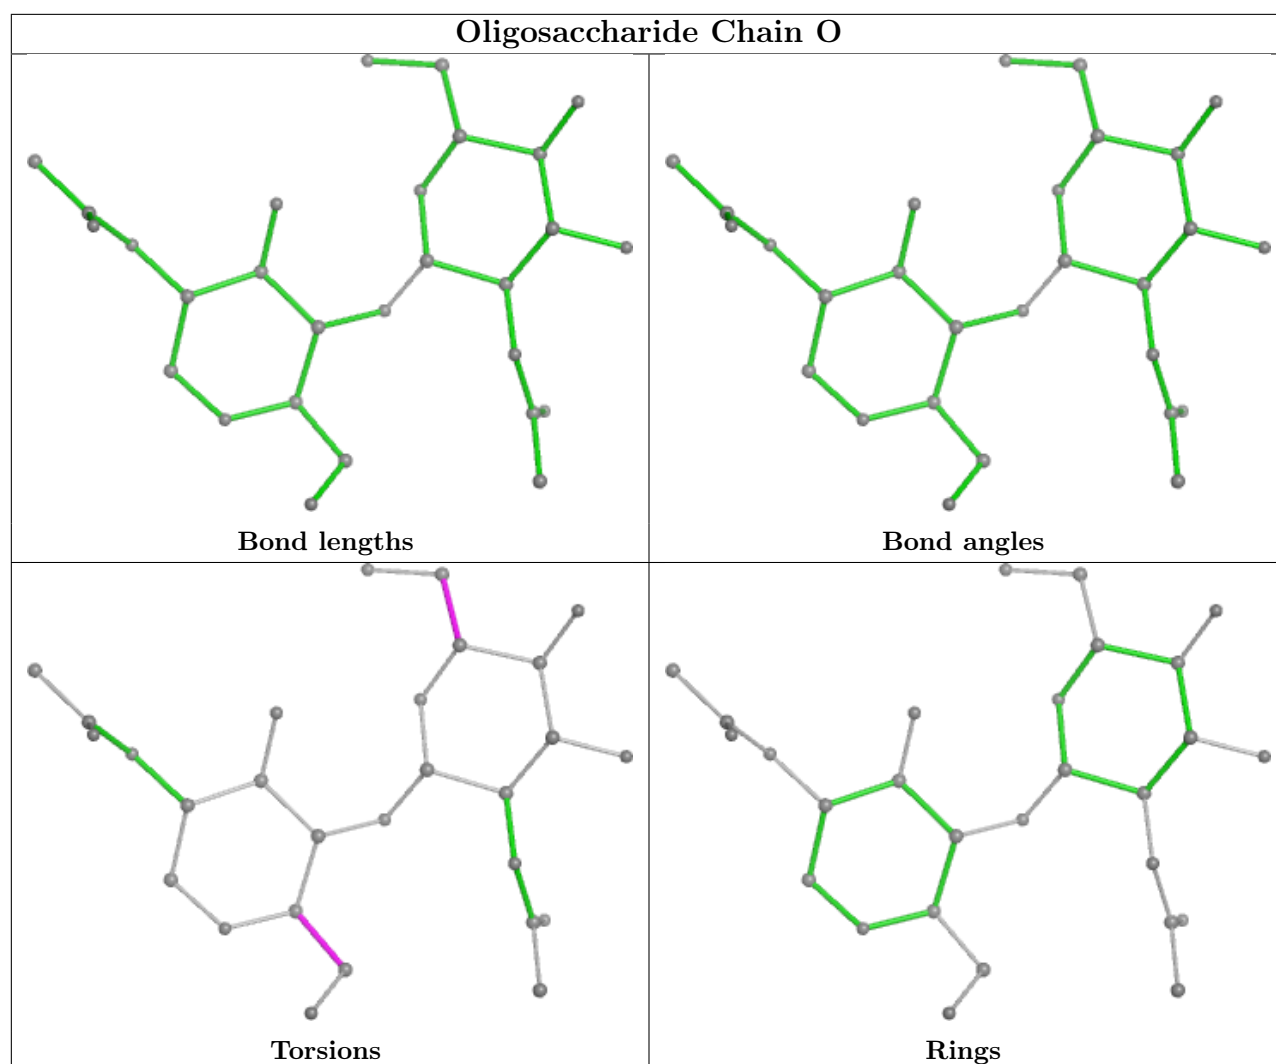 Oligosaccharide Chain O
Bond lengths
Bond angles
Torsions
Rings